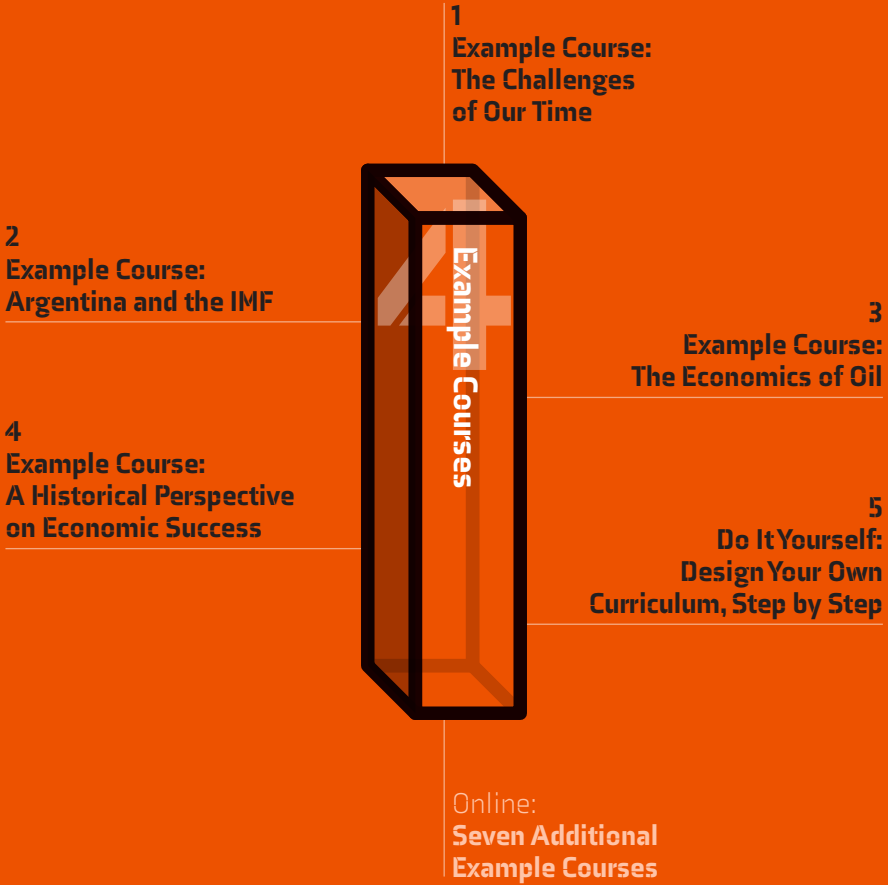 1
Example Course:
The Challenges
of Our Time
4
Example Courses
2
Example Course:
Argentina and the IMF
3
Example Course:
The Economics of Oil
4
Example Course:
A Historical Perspective
on Economic Success
5
Do It Yourself:
Design Your Own
Curriculum, Step by Step
Online:
Seven Additional
Example Courses